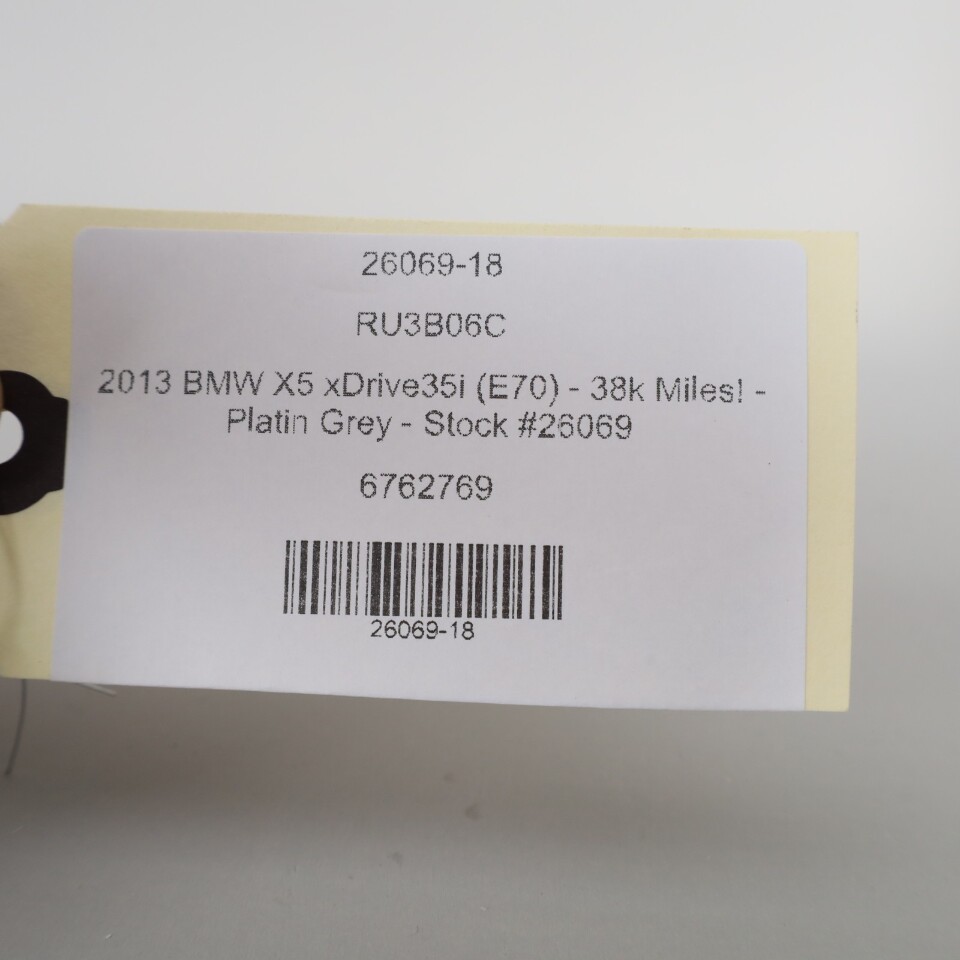 26069-18
RU3B06C
2013 BMW X5 xDrive35i (E70) - 38k Miles! -
Platin Grey - Stock #26069
6762769
26069-18